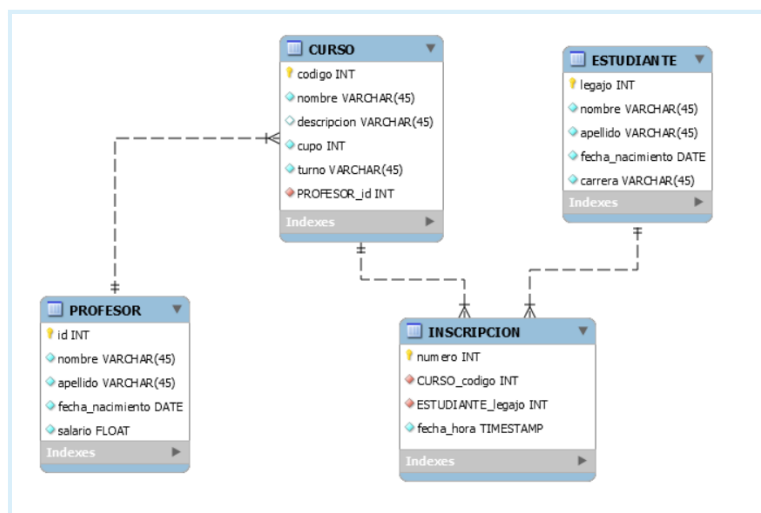 CURSO
codigo INT
nombre VARCHAR(45)
descripcion VARCHAR(45)
cupo INT
turno VARCHAR(45)
PROFESOR_id INT
Indexes
ESTUDIANTE
legajo INT
nombre VARCHAR(45)
apellido VARCHAR(45)
fecha_nacimiento DATE
carrera VARCHAR(45)
Indexes
PROFESOR
id INT
nombre VARCHAR(45)
apellido VARCHAR(45)
fecha_nacimiento DATE
salario FLOAT
Indexes
INSCRIPCION
numero INT
CURSO_codigo INT
ESTUDIANTE_legajo INT
fecha_hora TIMESTAMP
Indexes